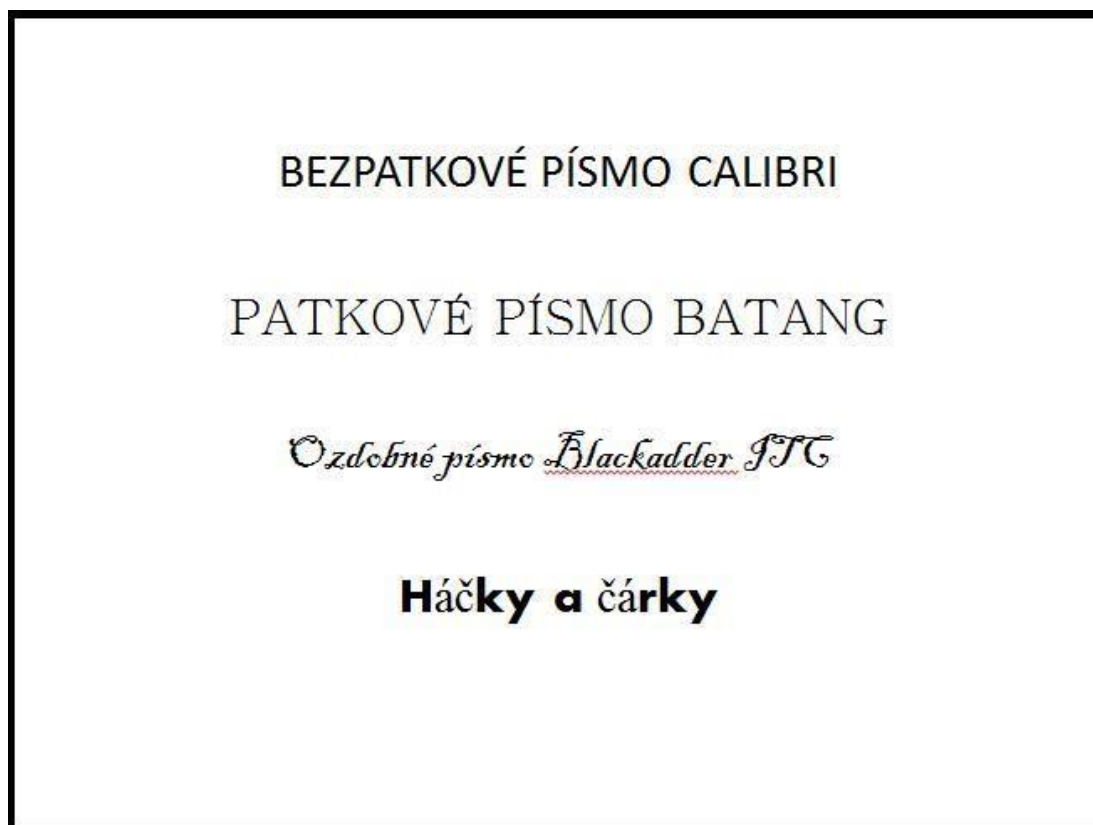 BEZPATKOVÉ PÍSMO CALIBRI
PATKOVÉ PÍSMO BATANG
Ozdobné písmo Blackadder ITC
Háčky a čárky